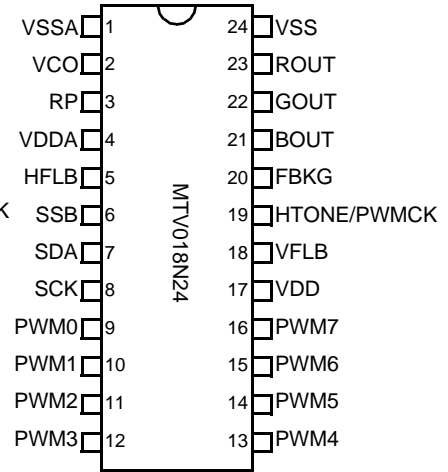 VSSA 1 24 VSS
VCO 2 23 ROUT
RP 3 22 GOUT
VDDA 4 21 BOUT
HFLB 5 20 FBKG
K SSB 6 19 HTONE/PWMCK
SDA 7 18 VFLB
SCK 8 17 VDD
PWM0 9 16 PWM7
PWM1 10 15 PWM6
PWM2 11 14 PWM5
PWM3 12 13 PWM4
MTV018N24